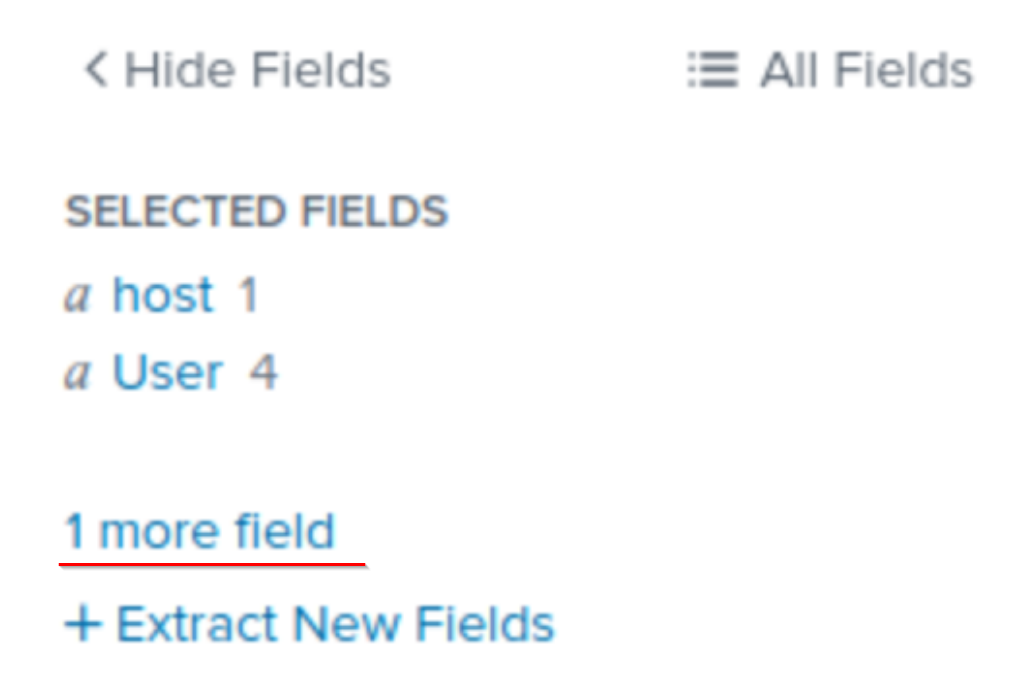 Hide Fields
All Fields
SELECTED FIELDS
a host 1
a User 4
1 more field
+ Extract New Fields